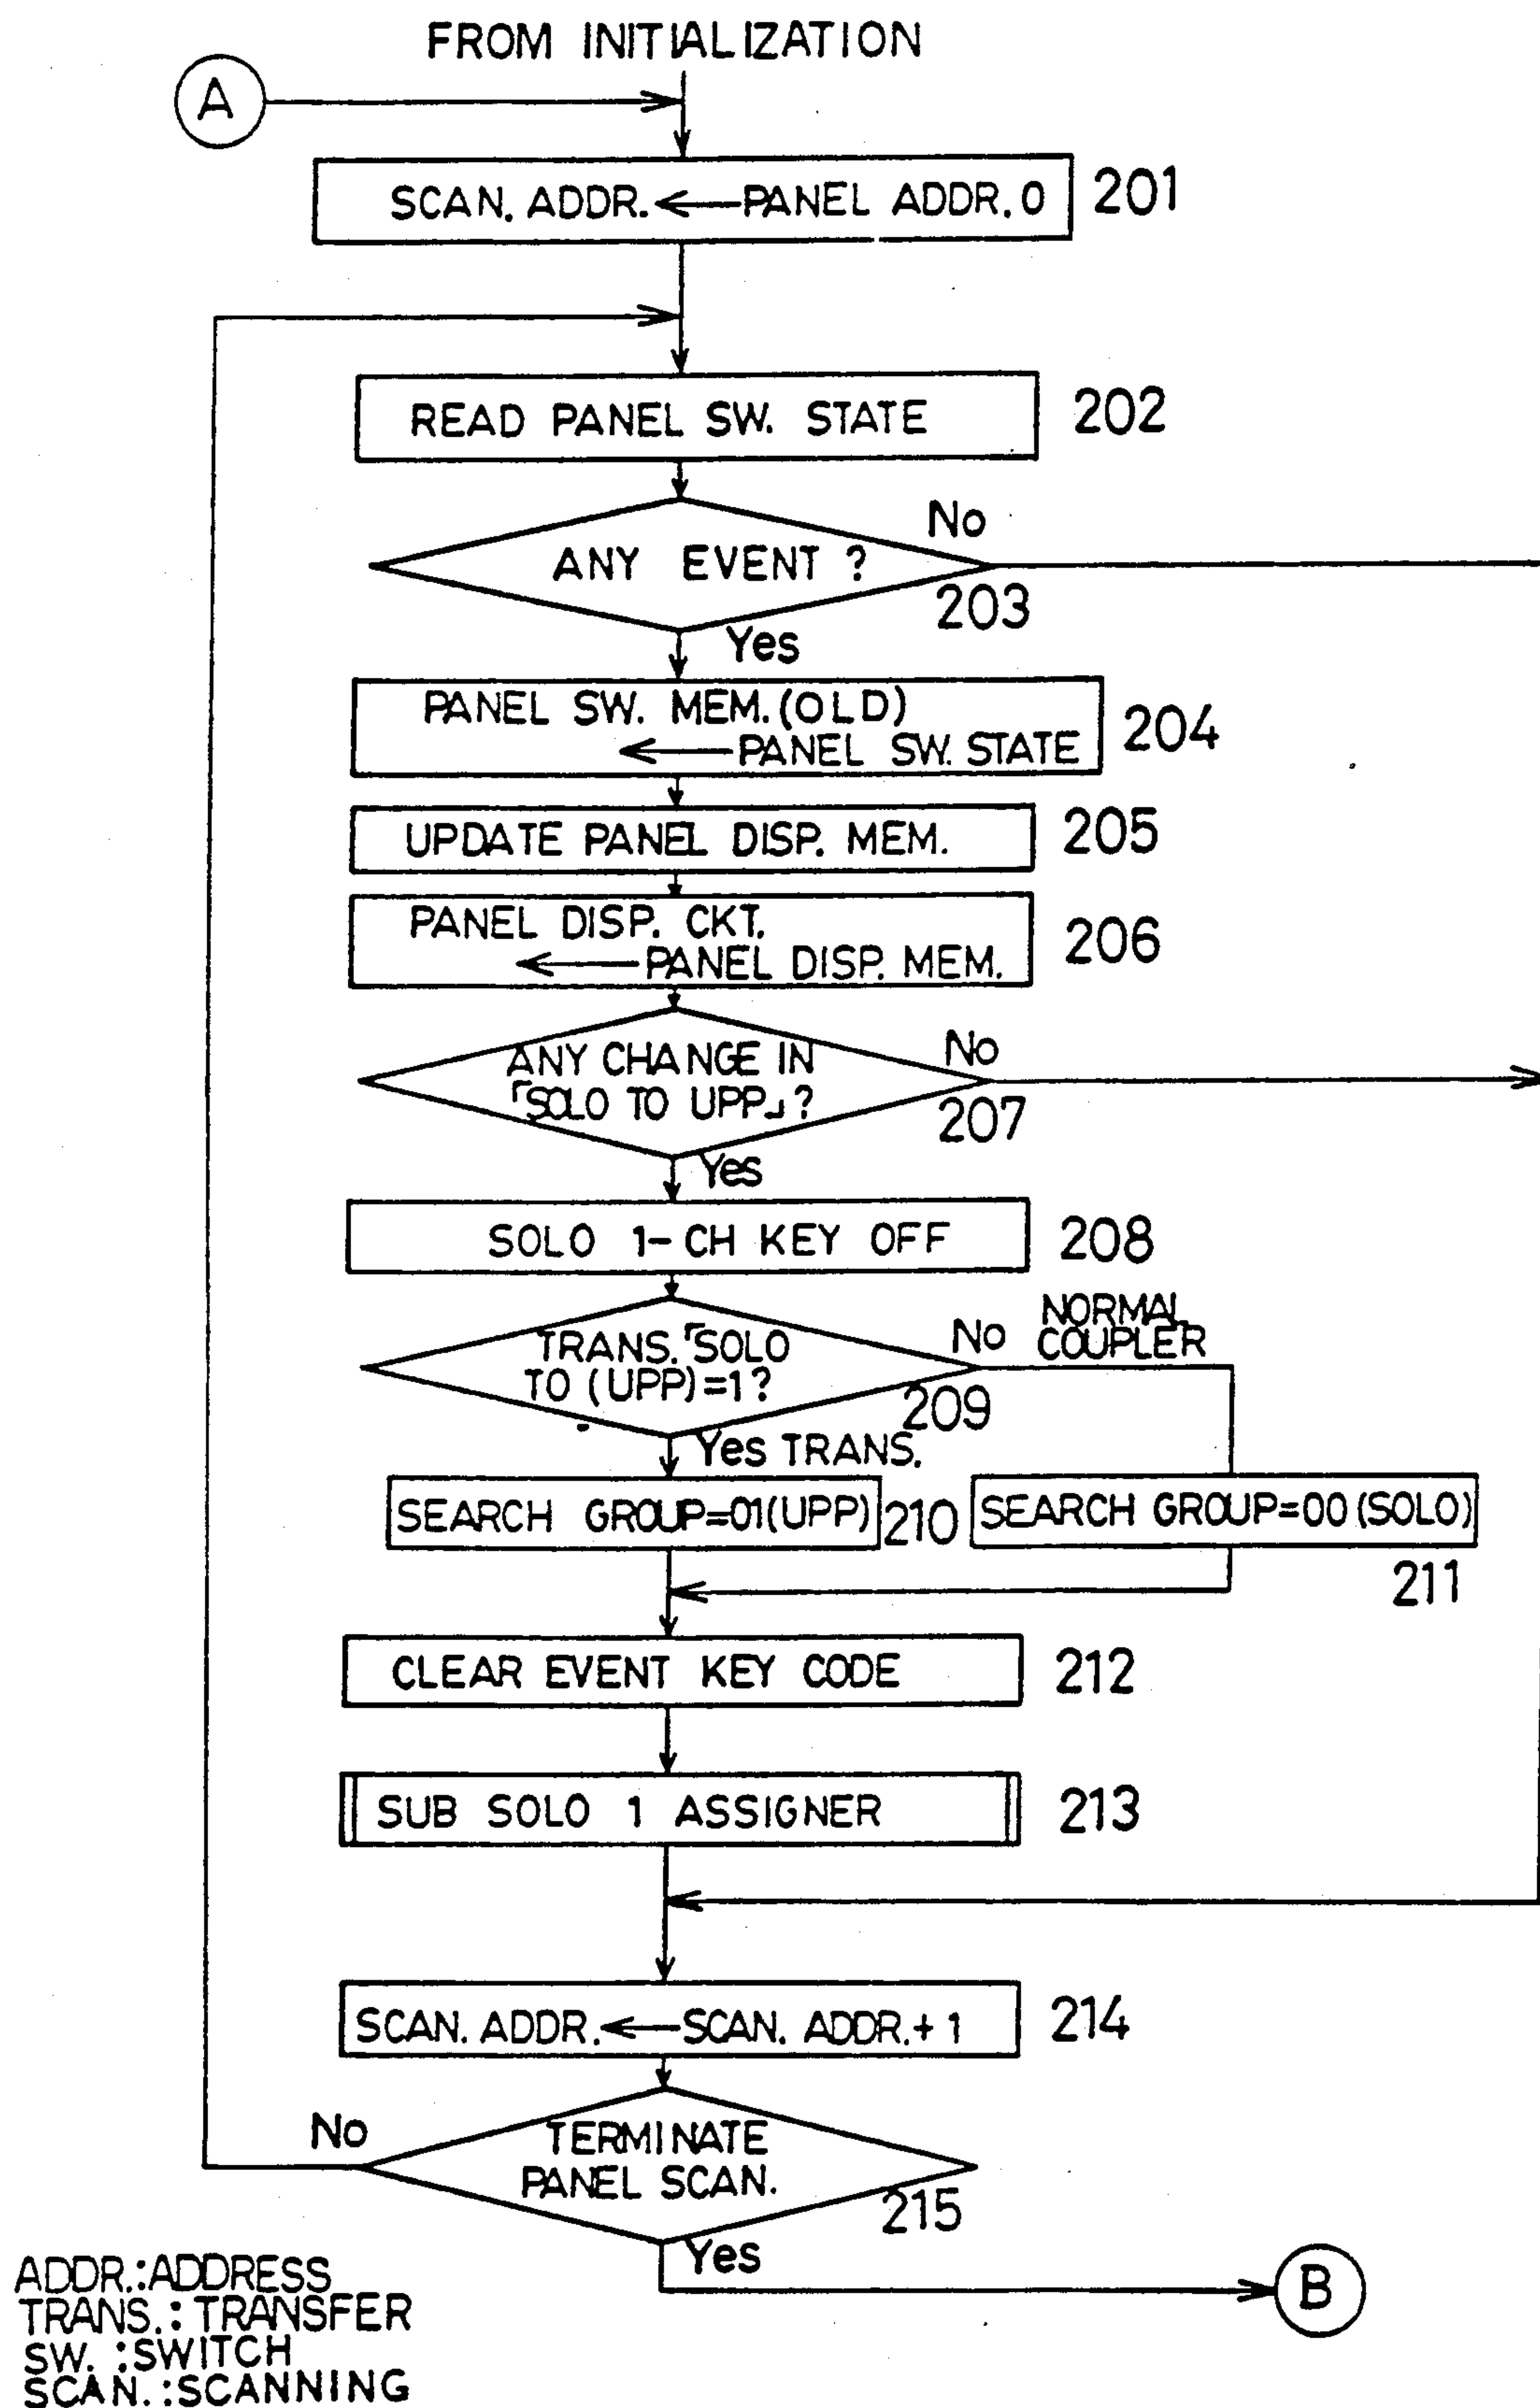 FROM INITIALIZATION
A
SCAN. ADDR.←PANEL ADDR. 0
201
READ PANEL SW. STATE
202
No
ANY EVENT ?
203
Yes
PANEL SW. MEM.(OLD)
←PANEL SW. STATE
204
UPDATE PANEL DISP. MEM.
205
PANEL DISP. CKT.
←PANEL DISP. MEM.
206
ANY CHANGE IN
「SOLO TO UPP」?
No
207
Yes
SOLO 1-CH KEY OFF
208
TRANS.「SOLO
TO (UPP)=1?
No
NORMAL
COUPLER
209
Yes TRANS.
SEARCH GROUP=01(UPP)
210
SEARCH GROUP=00(SOLO)
211
CLEAR EVENT KEY CODE
212
SUB SOLO 1 ASSIGNER
213
SCAN. ADDR.←SCAN. ADDR.+1
214
No
TERMINATE
PANEL SCAN.
215
Yes
B
ADDR.:ADDRESS
TRANS.:TRANSFER
SW. :SWITCH
SCAN.:SCANNING